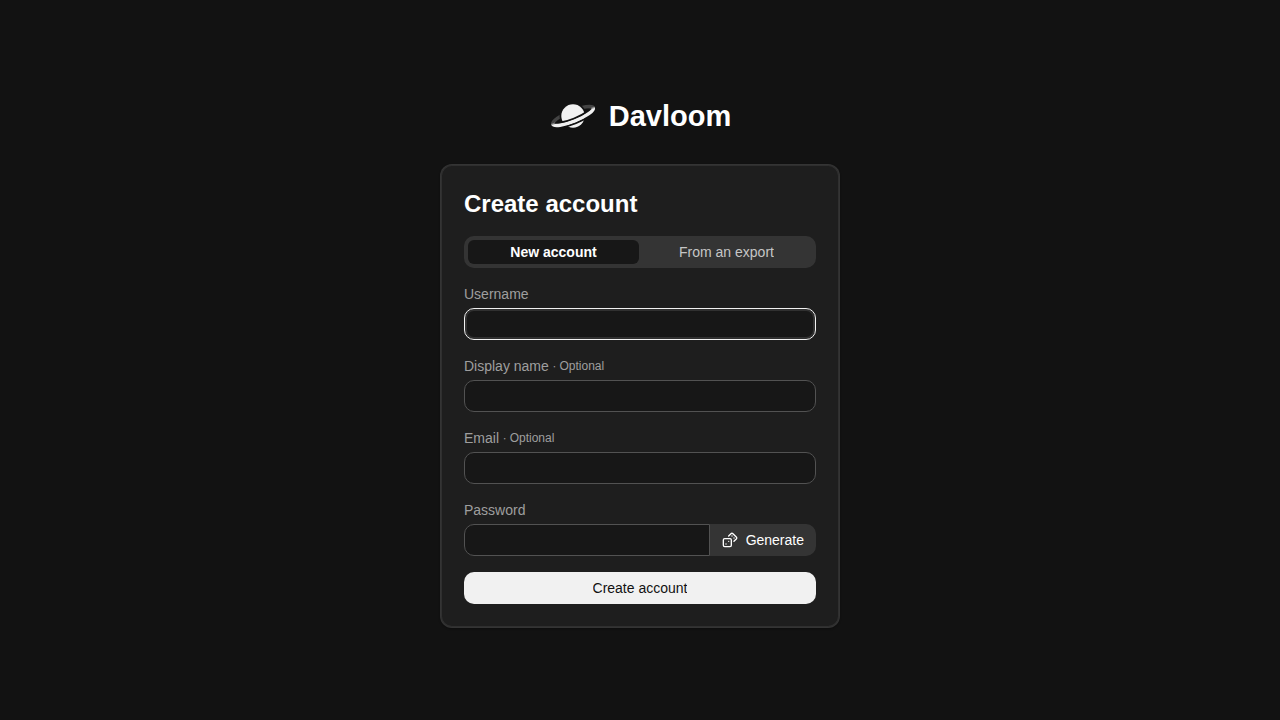 Davloom
Create account
New account
From an export
Username
Display name · Optional
Email · Optional
Password
Generate
Create account